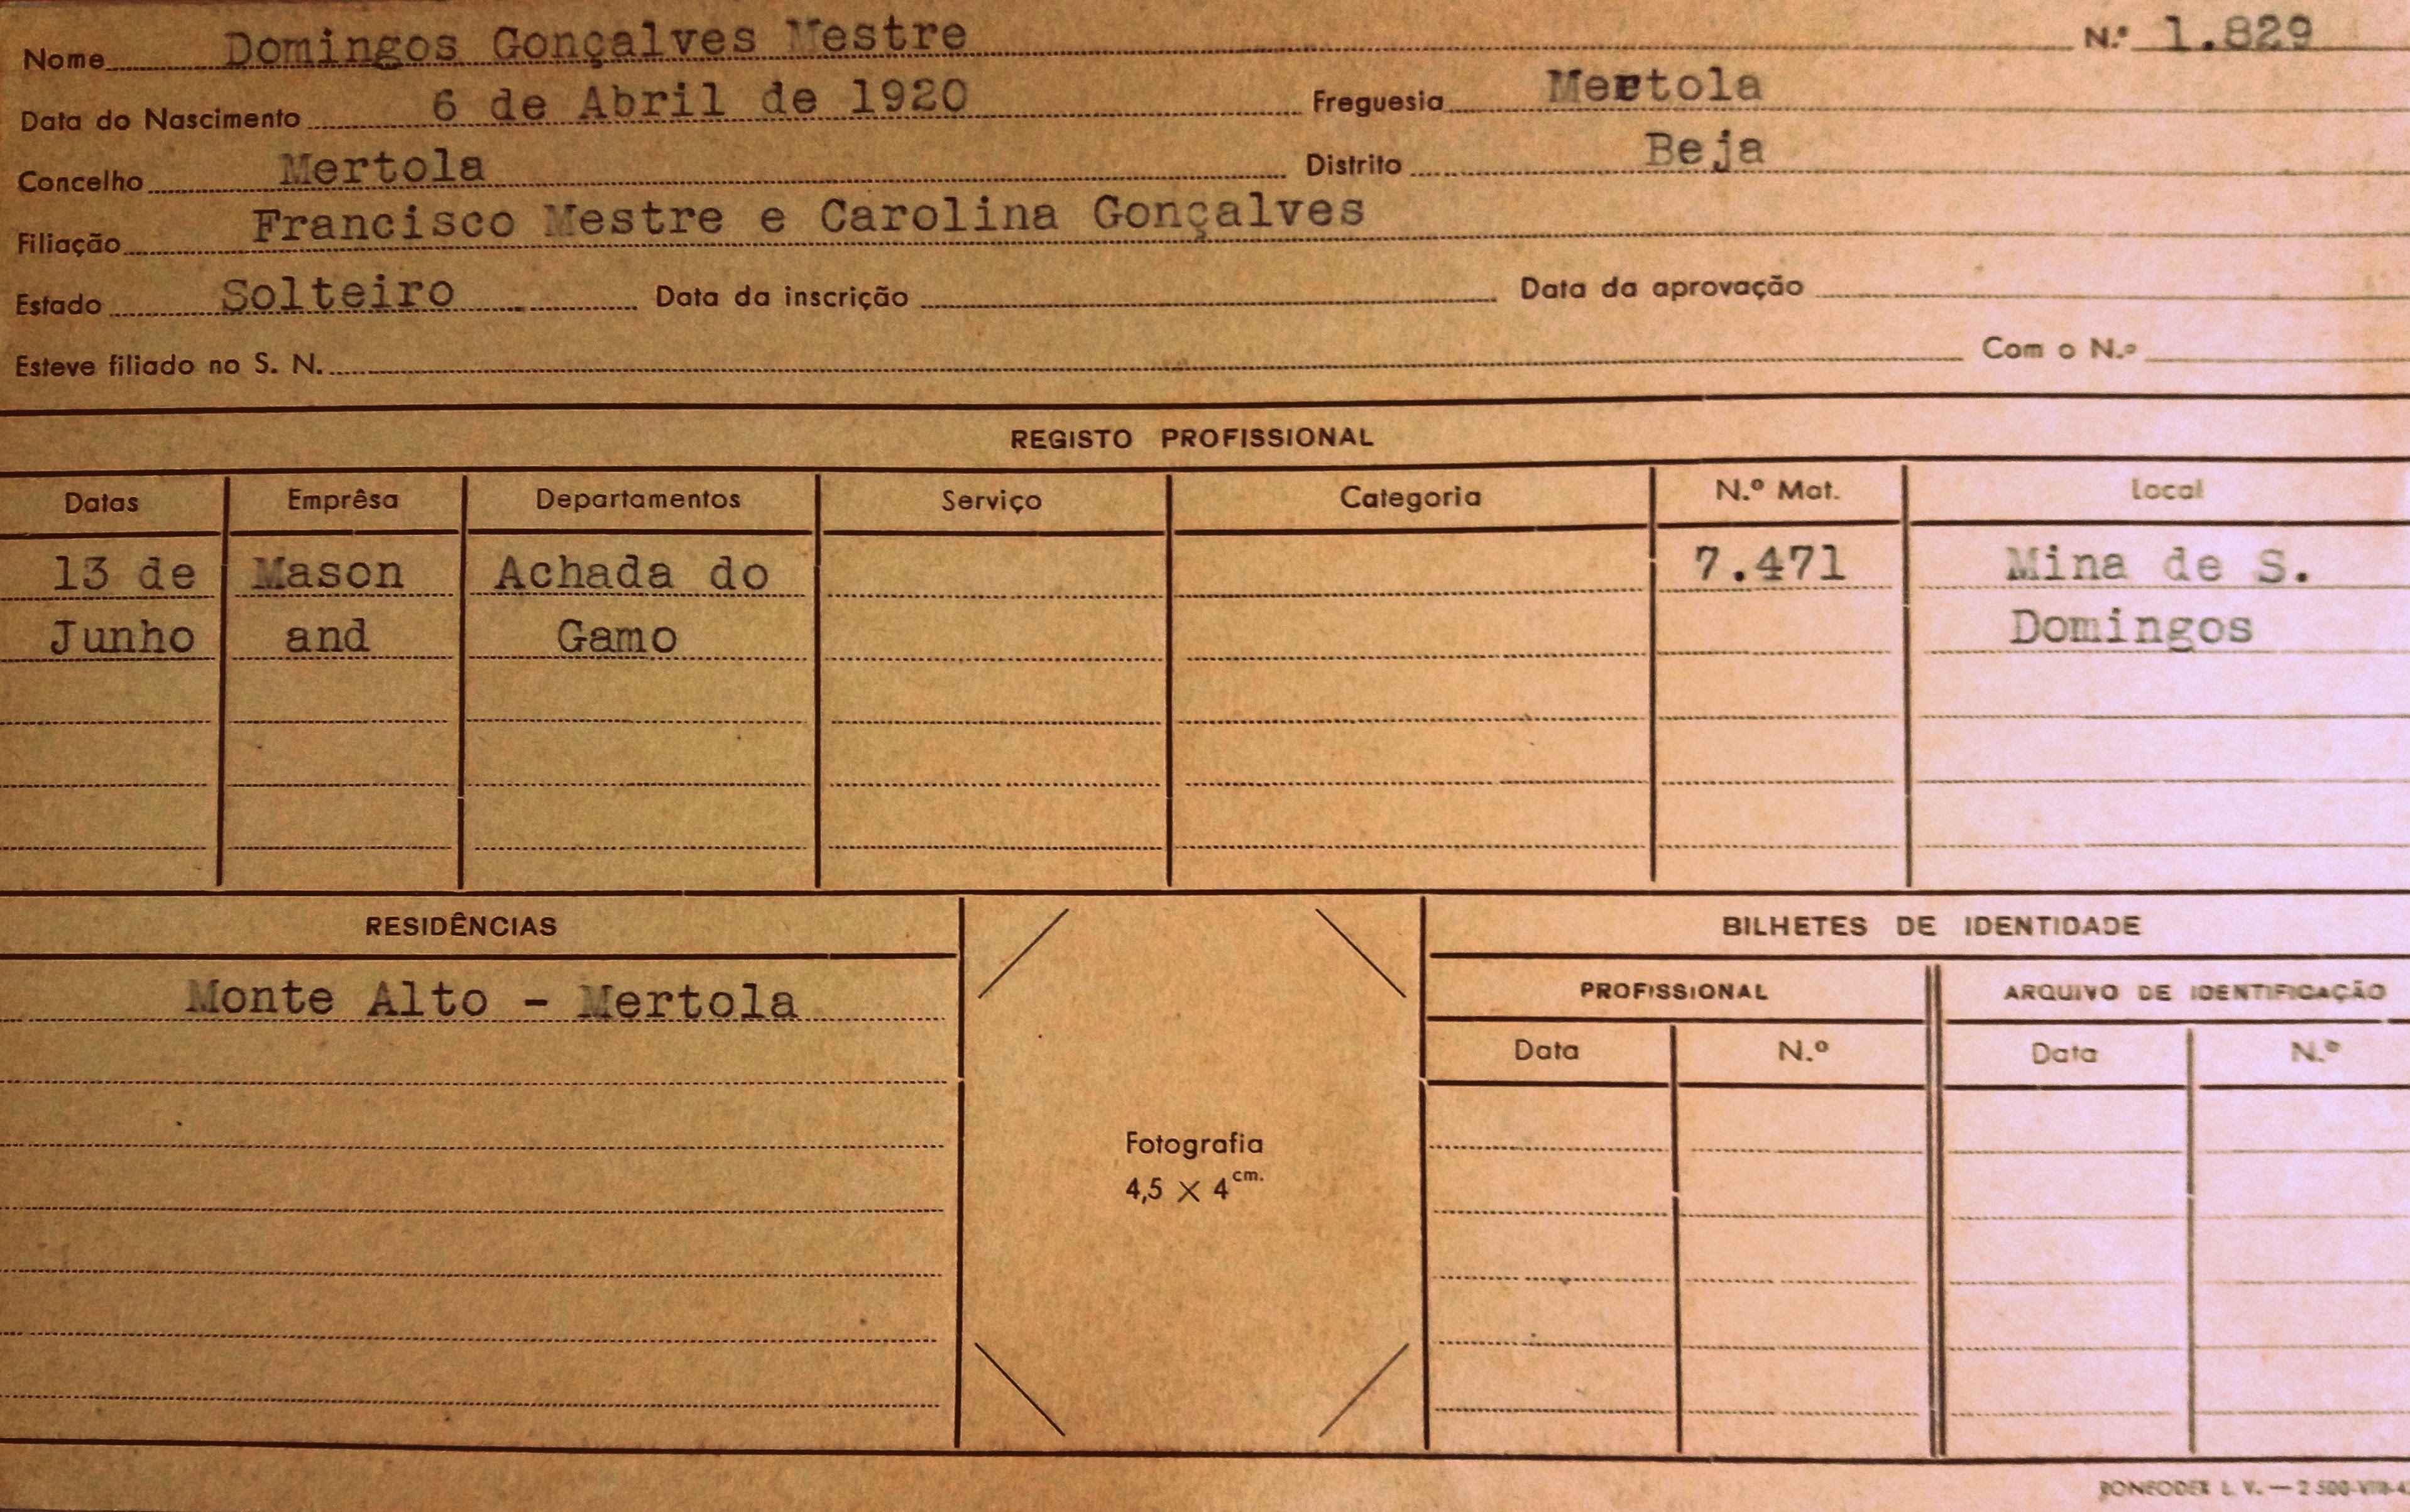 Nome Domingos Gonçalves Mestre N.º 1.829
Data do Nascimento 6 de Abril de 1920 Freguesia Mertola
Concelho Mertola Distrito Beja
Filiação Francisco Mestre e Carolina Gonçalves
Estado Solteiro Data da inscrição Data da aprovação
Esteve filiado no S. N. Com o N.º
REGISTO PROFISSIONAL
Datas Emprêsa Departamentos Serviço Categoria N.º Mat. Local
13 de Mason Achada do 7.471 Mina de S.
Junho and Gamo Domingos
RESIDÊNCIAS BILHETES DE IDENTIDADE
Monte Alto - Mertola PROFISSIONAL ARQUIVO DE IDENTIFICAÇÃO
Data N.º Data N.º
Fotografia
4,5 X 4 cm.
L. V. — 2 500